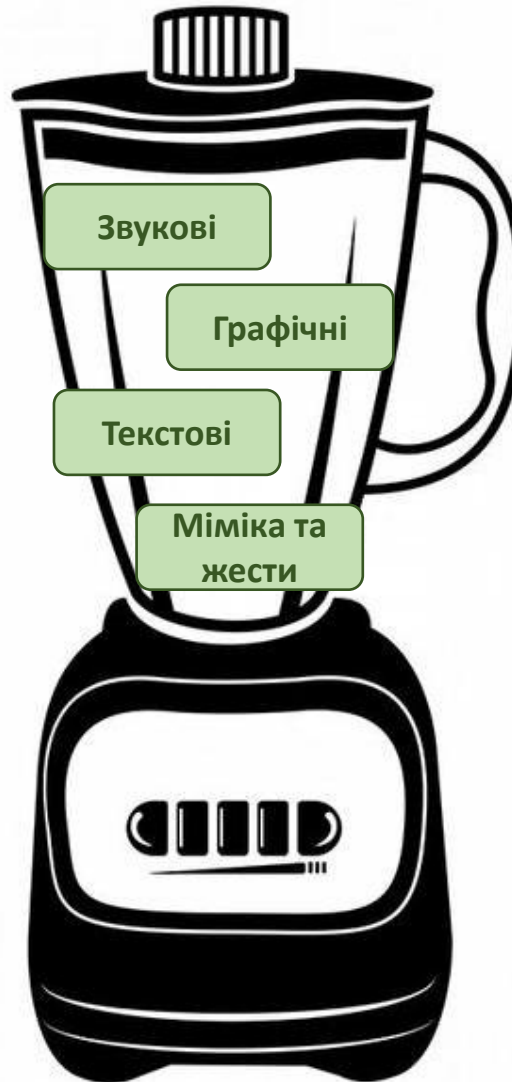 Звукові
Графічні
Текстові
Міміка та
жести